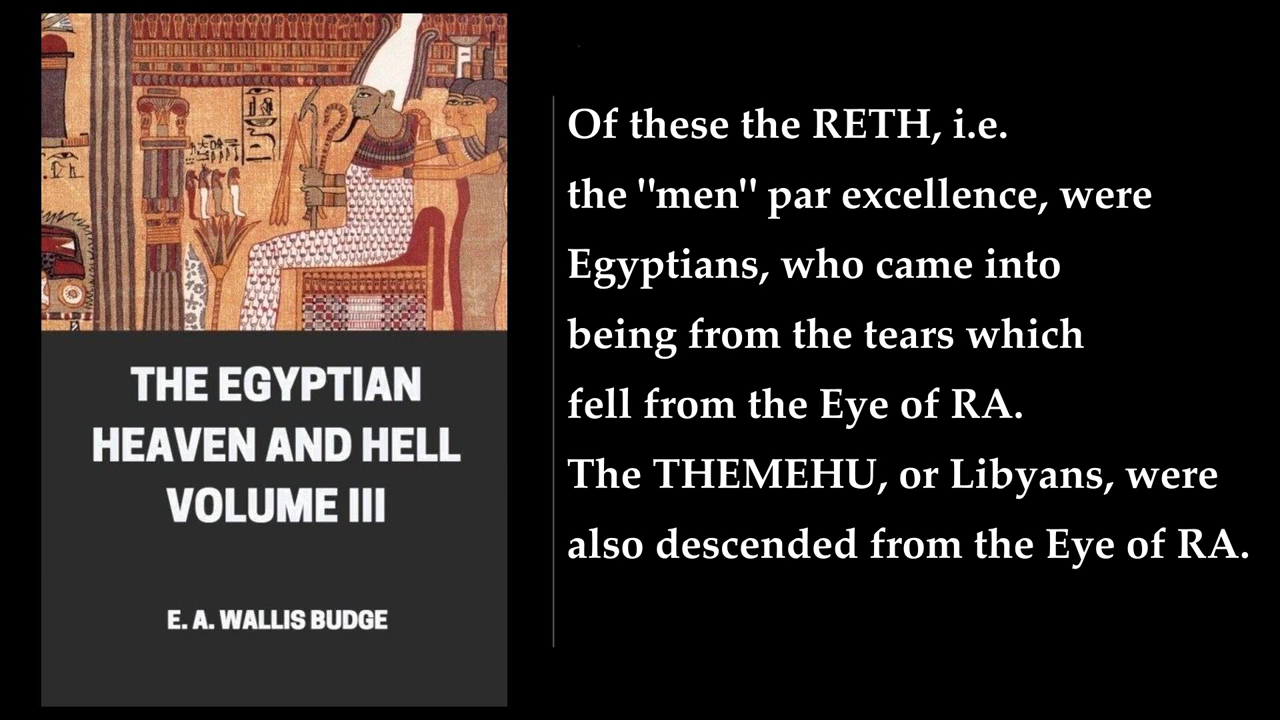 THE EGYPTIAN
HEAVEN AND HELL
VOLUME III
E. A. WALLIS BUDGE
Of these the RETH, i.e.
the "men" par excellence, were
Egyptians, who came into
being from the tears which
fell from the Eye of RA.
The THEMEHU, or Libyans, were
also descended from the Eye of RA.